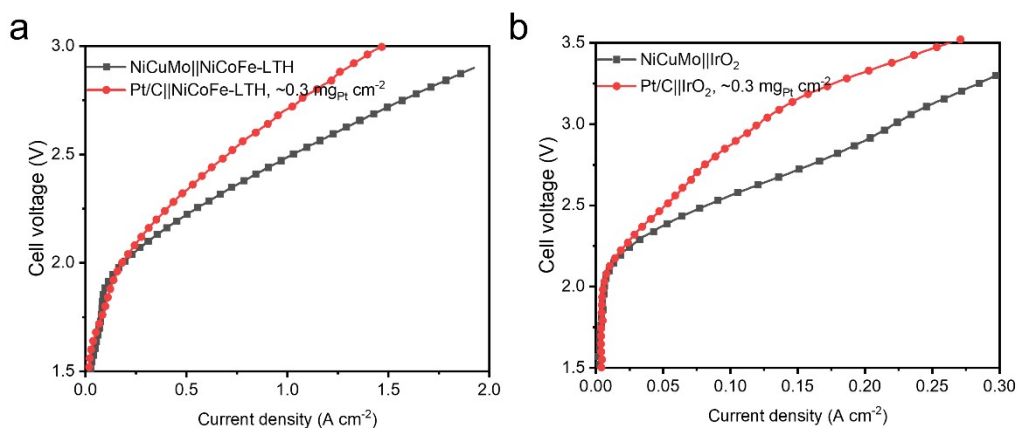 a
3.0
2.5
2.0
1.5
Cell voltage (V)
NiCuMo||NiCoFe-LTH
Pt/C||NiCoFe-LTH, ~0.3 mgPt cm-2
0.0 0.5 1.0 1.5 2.0
Current density (A cm-2)
b
3.5
3.0
2.5
2.0
1.5
Cell voltage (V)
NiCuMo||IrO2
Pt/C||IrO2, ~0.3 mgPt cm-2
0.00 0.05 0.10 0.15 0.20 0.25 0.30
Current density (A cm-2)